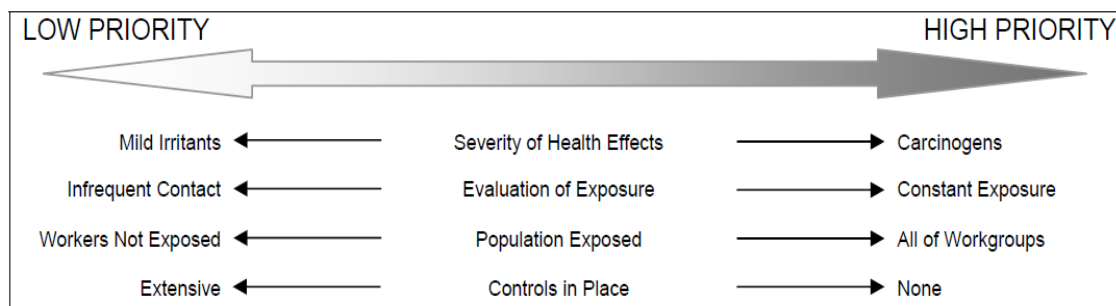 LOW PRIORITY HIGH PRIORITY
Mild Irritants Severity of Health Effects Carcinogens
Infrequent Contact Evaluation of Exposure Constant Exposure
Workers Not Exposed Population Exposed All of Workgroups
Extensive Controls in Place None